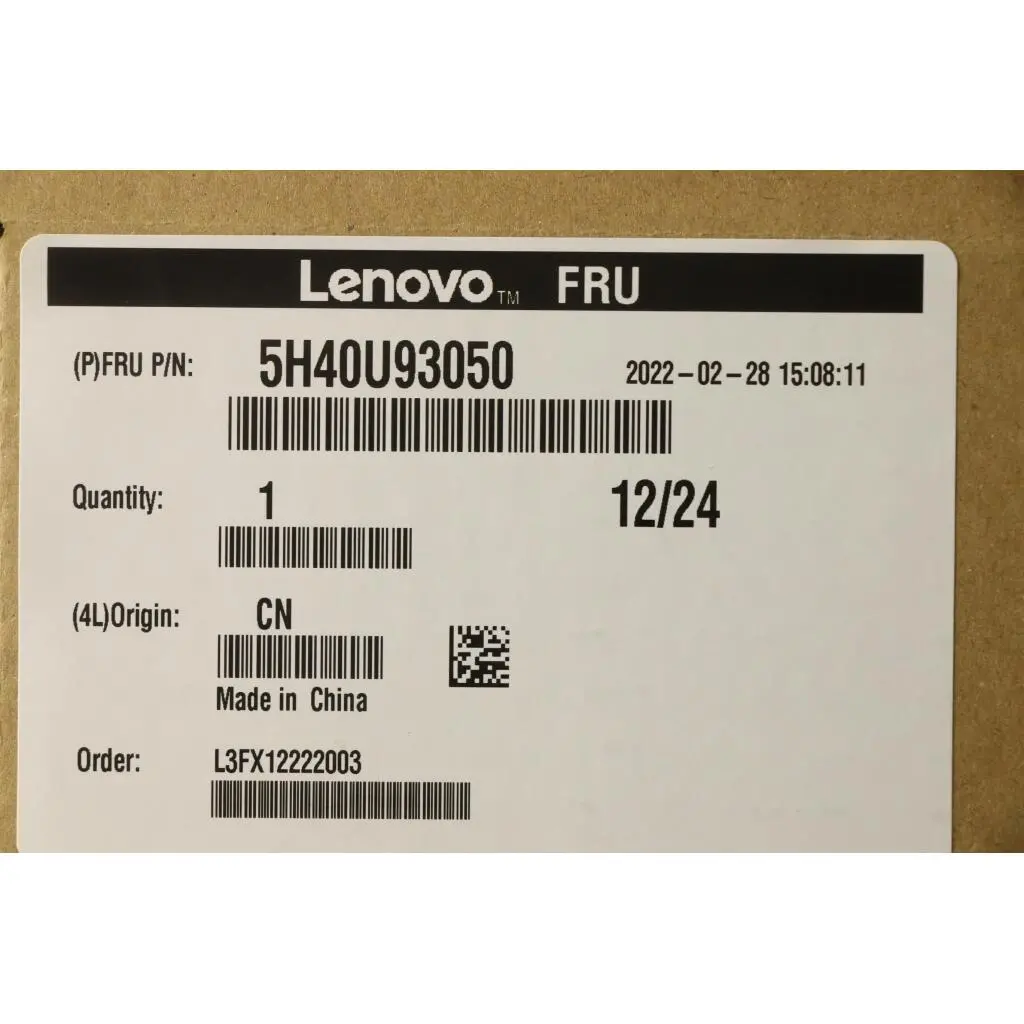 Lenovo™ FRU
(P)FRU P/N: 5H40U93050 2022-02-28 15:08:11
Quantity: 1 12/24
(4L)Origin: CN
Made in China
Order: L3FX12222003